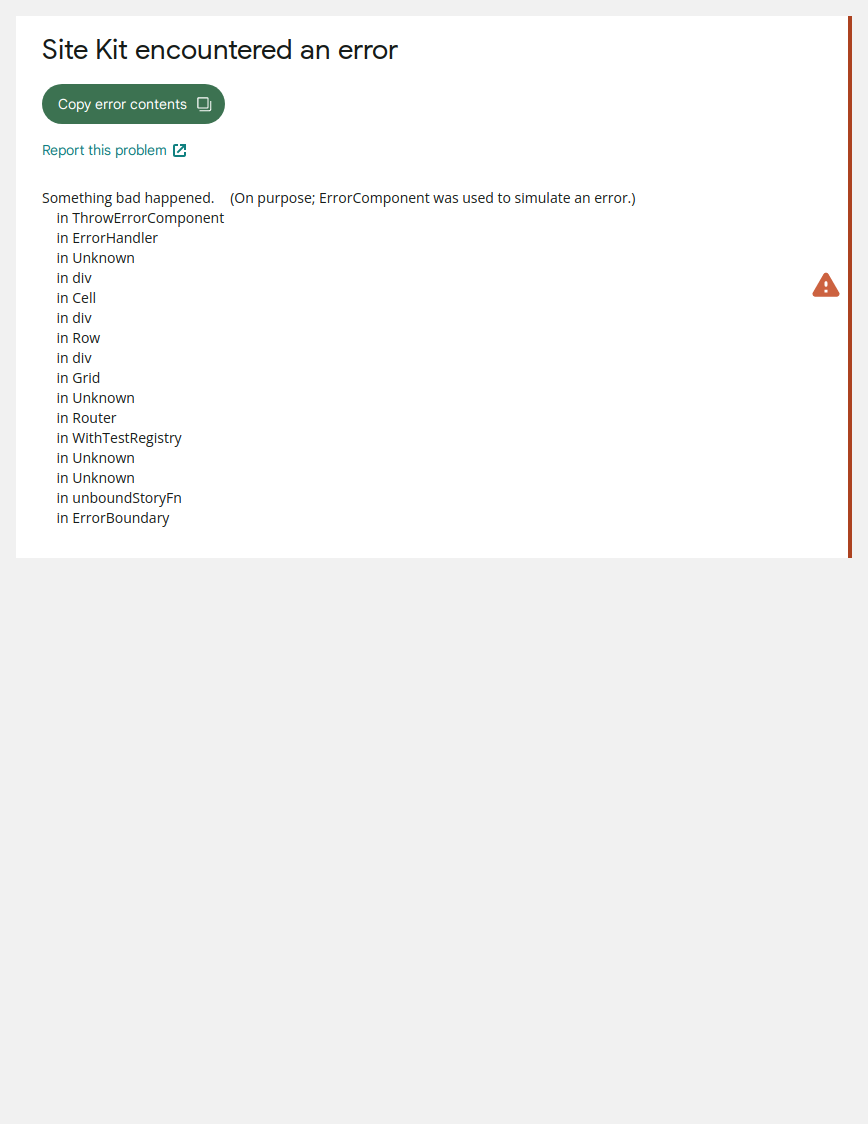 Site Kit encountered an error
Copy error contents
Report this problem
Something bad happened. (On purpose; ErrorComponent was used to simulate an error.)
in ThrowErrorComponent
in ErrorHandler
in Unknown
in div
in Cell
in div
in Row
in div
in Grid
in Unknown
in Router
in WithTestRegistry
in Unknown
in Unknown
in unboundStoryFn
in ErrorBoundary